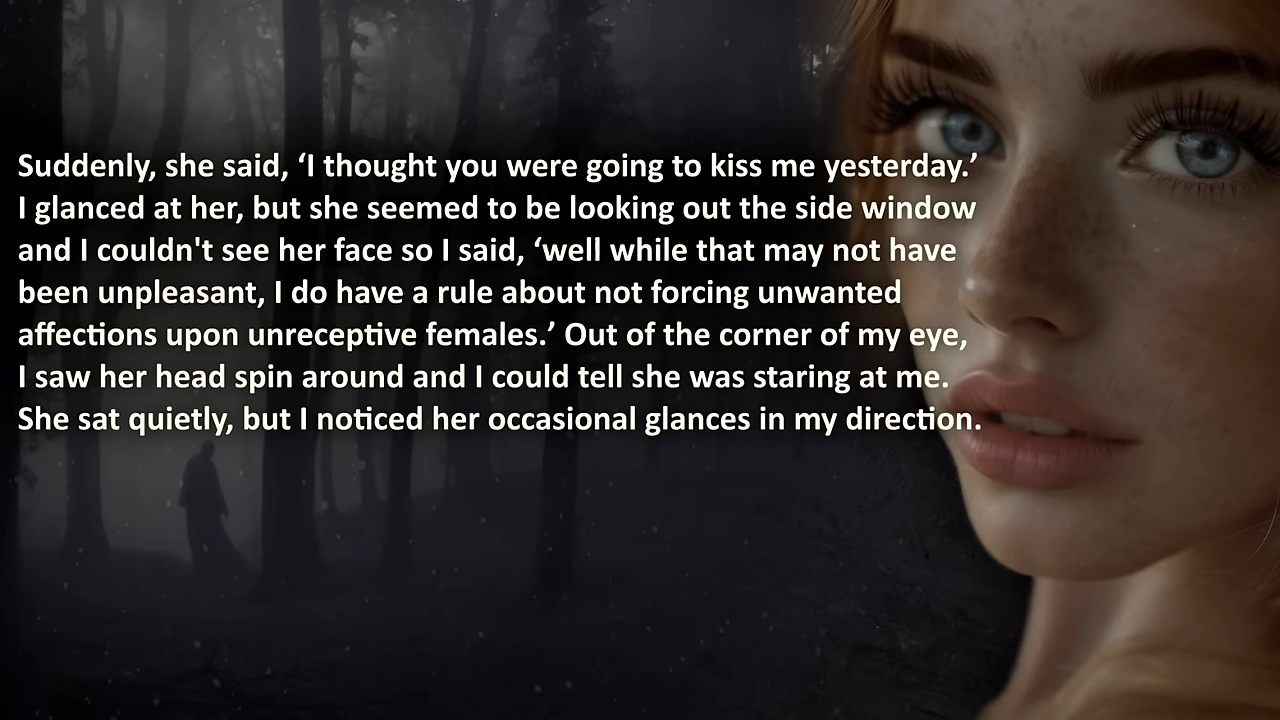 Suddenly, she said, ‘I thought you were going to kiss me yesterday.’
I glanced at her, but she seemed to be looking out the side window
and I couldn't see her face so I said, ‘well while that may not have
been unpleasant, I do have a rule about not forcing unwanted
affections upon unreceptive females.’ Out of the corner of my eye,
I saw her head spin around and I could tell she was staring at me.
She sat quietly, but I noticed her occasional glances in my direction.